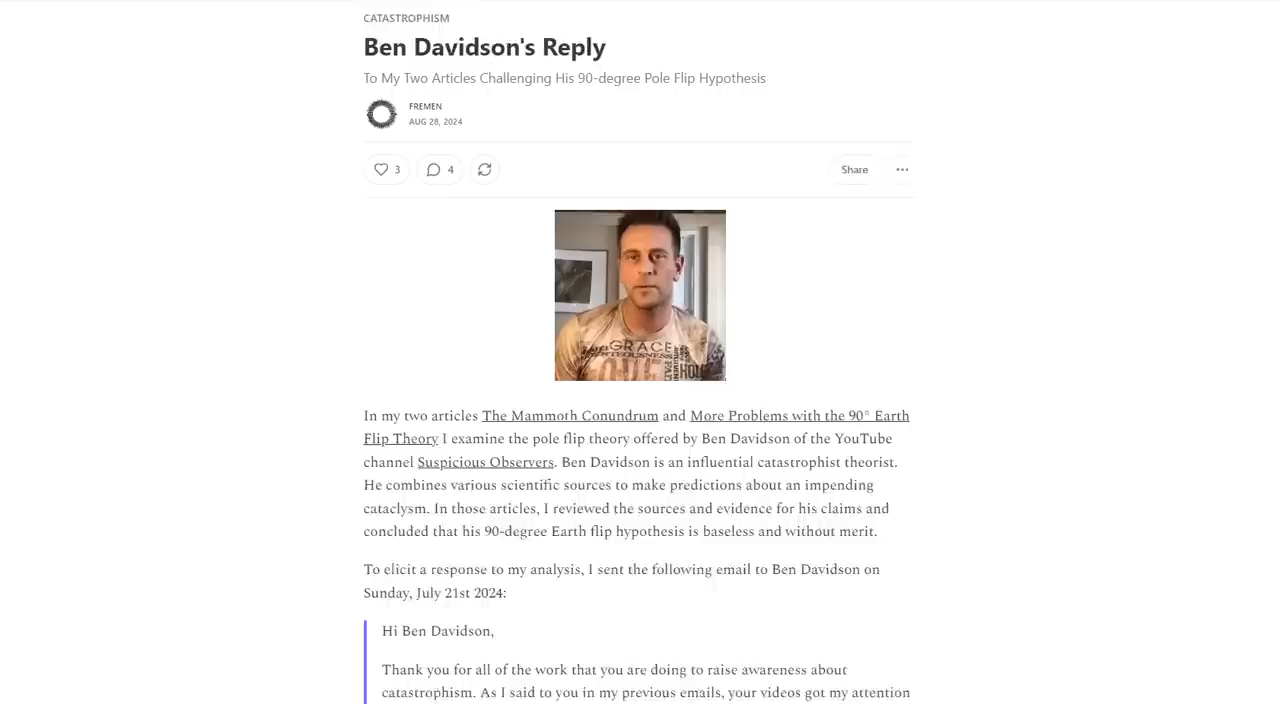 CATASTROPHISM
Ben Davidson's Reply
To My Two Articles Challenging His 90-degree Pole Flip Hypothesis
FREMEN
AUG 28, 2024
3
4
Share
GRACE
In my two articles The Mammoth Conundrum and More Problems with the 90° Earth
Flip Theory I examine the pole flip theory offered by Ben Davidson of the YouTube
channel Suspicious Observers. Ben Davidson is an influential catastrophist theorist.
He combines various scientific sources to make predictions about an impending
cataclysm. In those articles, I reviewed the sources and evidence for his claims and
concluded that his 90-degree Earth flip hypothesis is baseless and without merit.
To elicit a response to my analysis, I sent the following email to Ben Davidson on
Sunday, July 21st 2024:
Hi Ben Davidson,
Thank you for all of the work that you are doing to raise awareness about
catastrophism. As I said to you in my previous emails, your videos got my attention